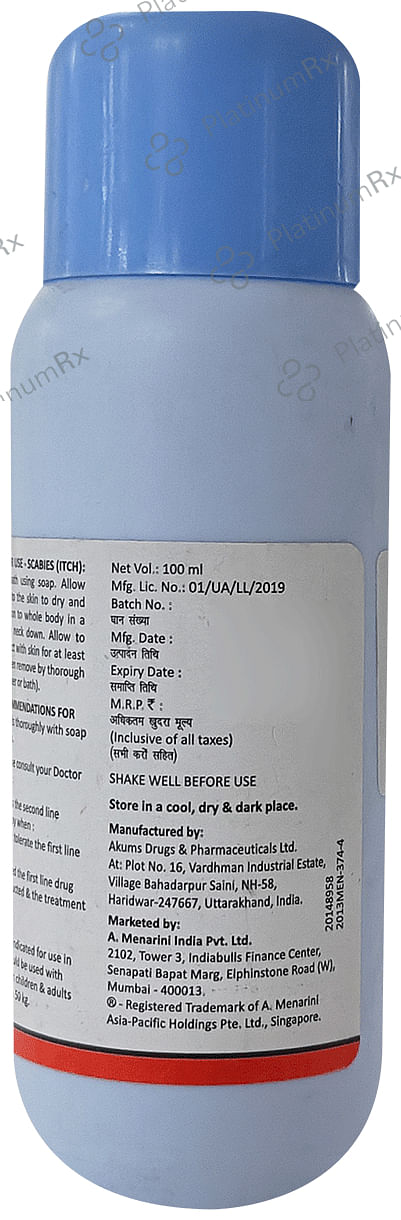 USE - SCABIES (ITCH):
using soap. Allow
the skin to dry and
to whole body in a
neck down. Allow to
with skin for at least
remove by thorough
or bath).
FOR
thoroughly with soap
consult your Doctor
the second line
when :
tolerate the first line
the first line drug
& the treatment
indicated for use in
be used with
children & adults
50 kg.
Net Vol.: 100 ml
Mfg. Lic. No.: 01/UA/LL/2019
Batch No. :
घान संख्या
Mfg. Date :
उत्पादन तिथि
Expiry Date :
समाप्ति तिथि
M.R.P. ₹ :
अधिकतम खुदरा मूल्य
(Inclusive of all taxes)
(सभी करों सहित)
SHAKE WELL BEFORE USE
Store in a cool, dry & dark place.
Manufactured by:
Akums Drugs & Pharmaceuticals Ltd.
At: Plot No. 16, Vardhman Industrial Estate,
Village Bahadarpur Saini, NH-58,
Haridwar-247667, Uttarakhand, India.
Marketed by:
A. Menarini India Pvt. Ltd.
2102, Tower 3, Indiabulls Finance Center,
Senapati Bapat Marg, Elphinstone Road (W),
Mumbai - 400013.
® - Registered Trademark of A. Menarini
Asia-Pacific Holdings Pte. Ltd., Singapore.
20148958
2013MEN-374-4
PlatinumRx
PlatinumRx
PlatinumRx